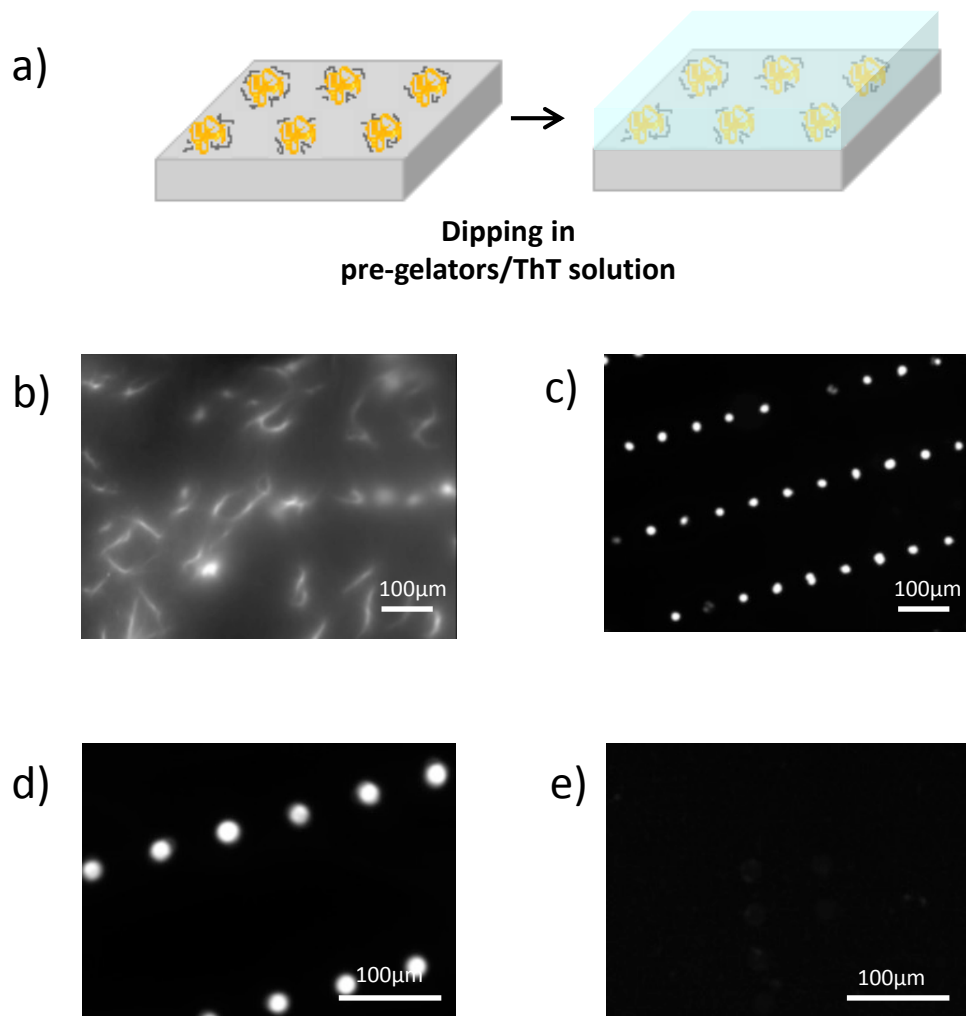 a)
Dipping in
pre-gelators/ThT solution
b)
100μm
c)
100μm
d)
100μm
e)
100μm